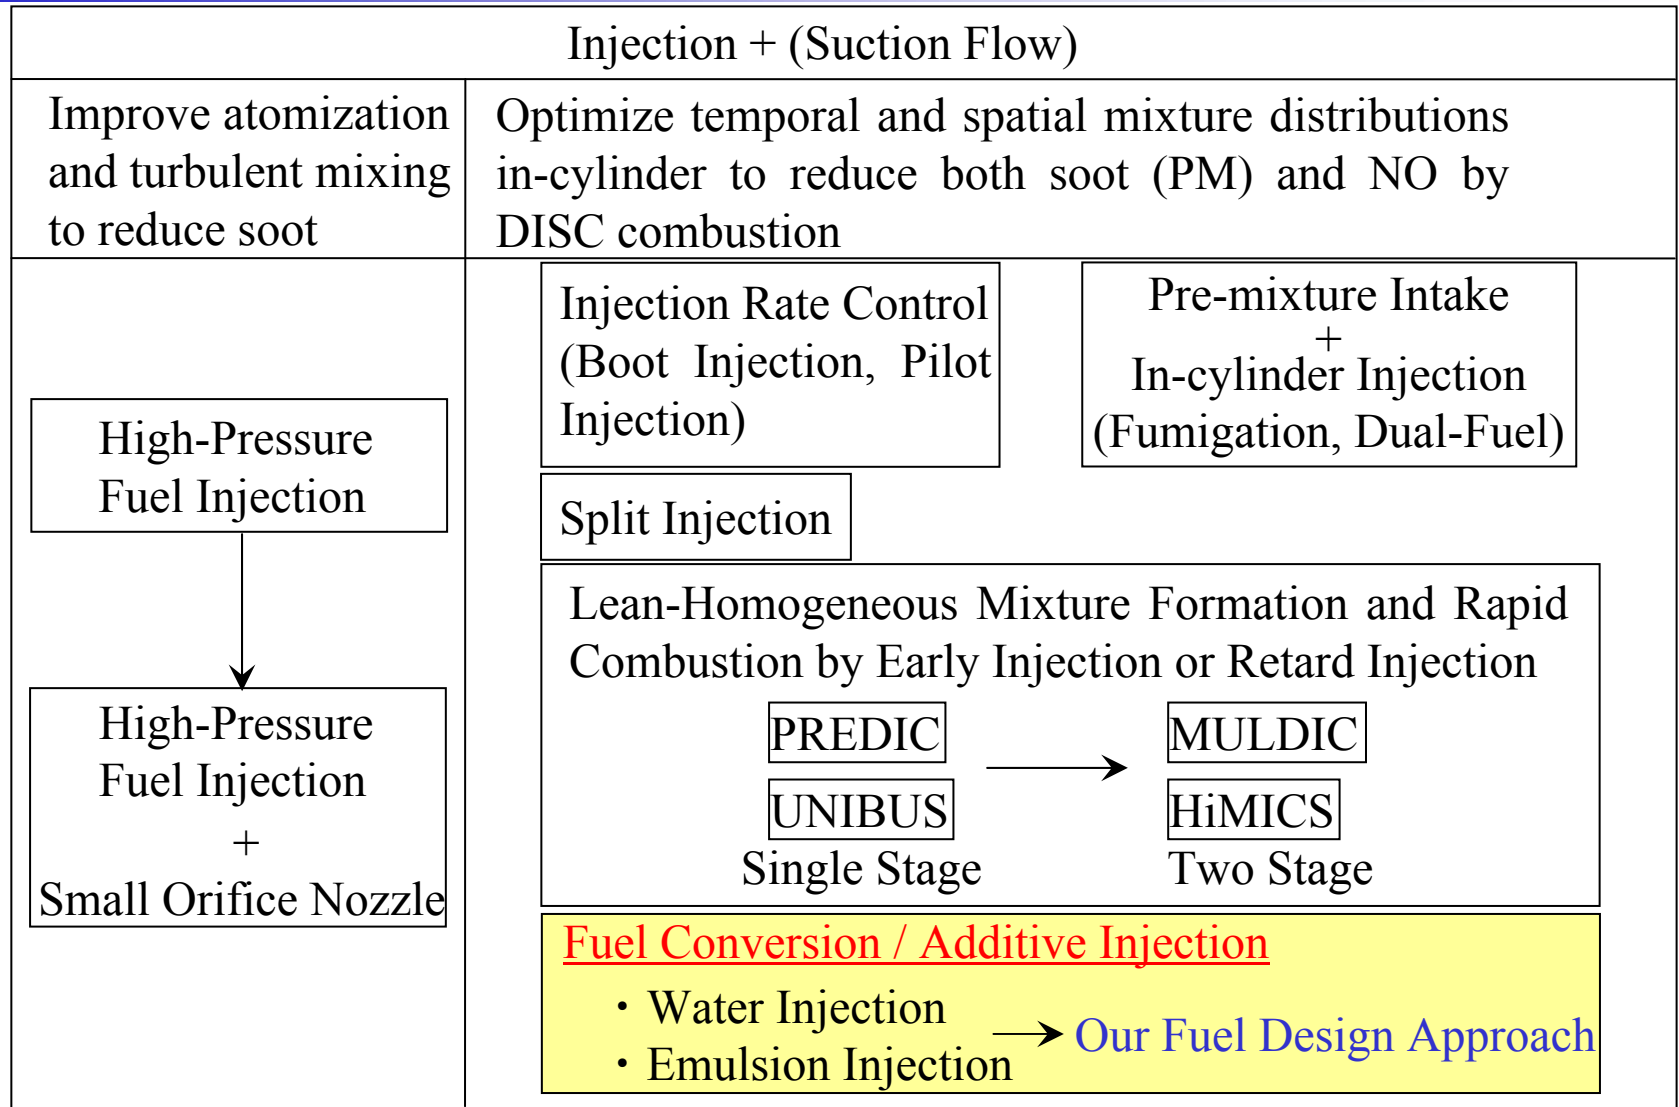 Injection + (Suction Flow)
Improve atomization
and turbulent mixing
to reduce soot
Optimize temporal and spatial mixture distributions
in-cylinder to reduce both soot (PM) and NO by
DISC combustion
High-Pressure
Fuel Injection
High-Pressure
Fuel Injection
+
Small Orifice Nozzle
Injection Rate Control
(Boot Injection, Pilot
Injection)
Pre-mixture Intake
+
In-cylinder Injection
(Fumigation, Dual-Fuel)
Split Injection
Lean-Homogeneous Mixture Formation and Rapid
Combustion by Early Injection or Retard Injection
PREDIC
UNIBUS
Single Stage
MULDIC
HiMICS
Two Stage
Fuel Conversion / Additive Injection
・Water Injection
・Emulsion Injection
Our Fuel Design Approach